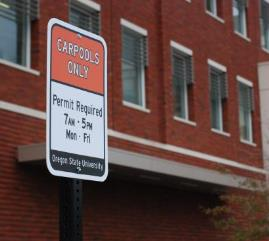 CARPOOLS
ONLY
Permit Required
7AM - 5PM
Mon - Fri
Oregon State University